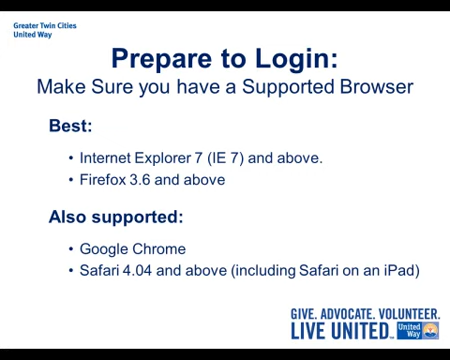 Greater Twin Cities
United Way
Prepare to Login:
Make Sure you have a Supported Browser
Best:
• Internet Explorer 7 (IE 7) and above.
• Firefox 3.6 and above
Also supported:
• Google Chrome
• Safari 4.04 and above (including Safari on an iPad)
GIVE. ADVOCATE. VOLUNTEER.
LIVE UNITED.
United
Way